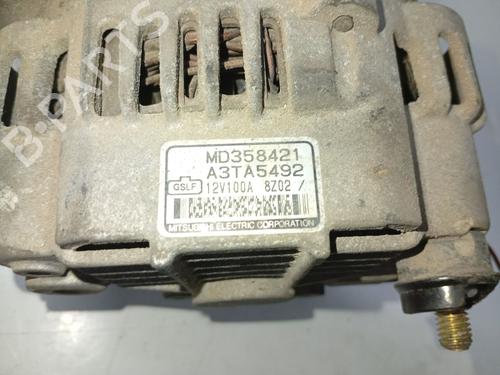 B-PARTS
MD358421
A3TA5492
GSLF 12V100A 8Z02 /
MITSUBISHI ELECTRIC CORPORATION